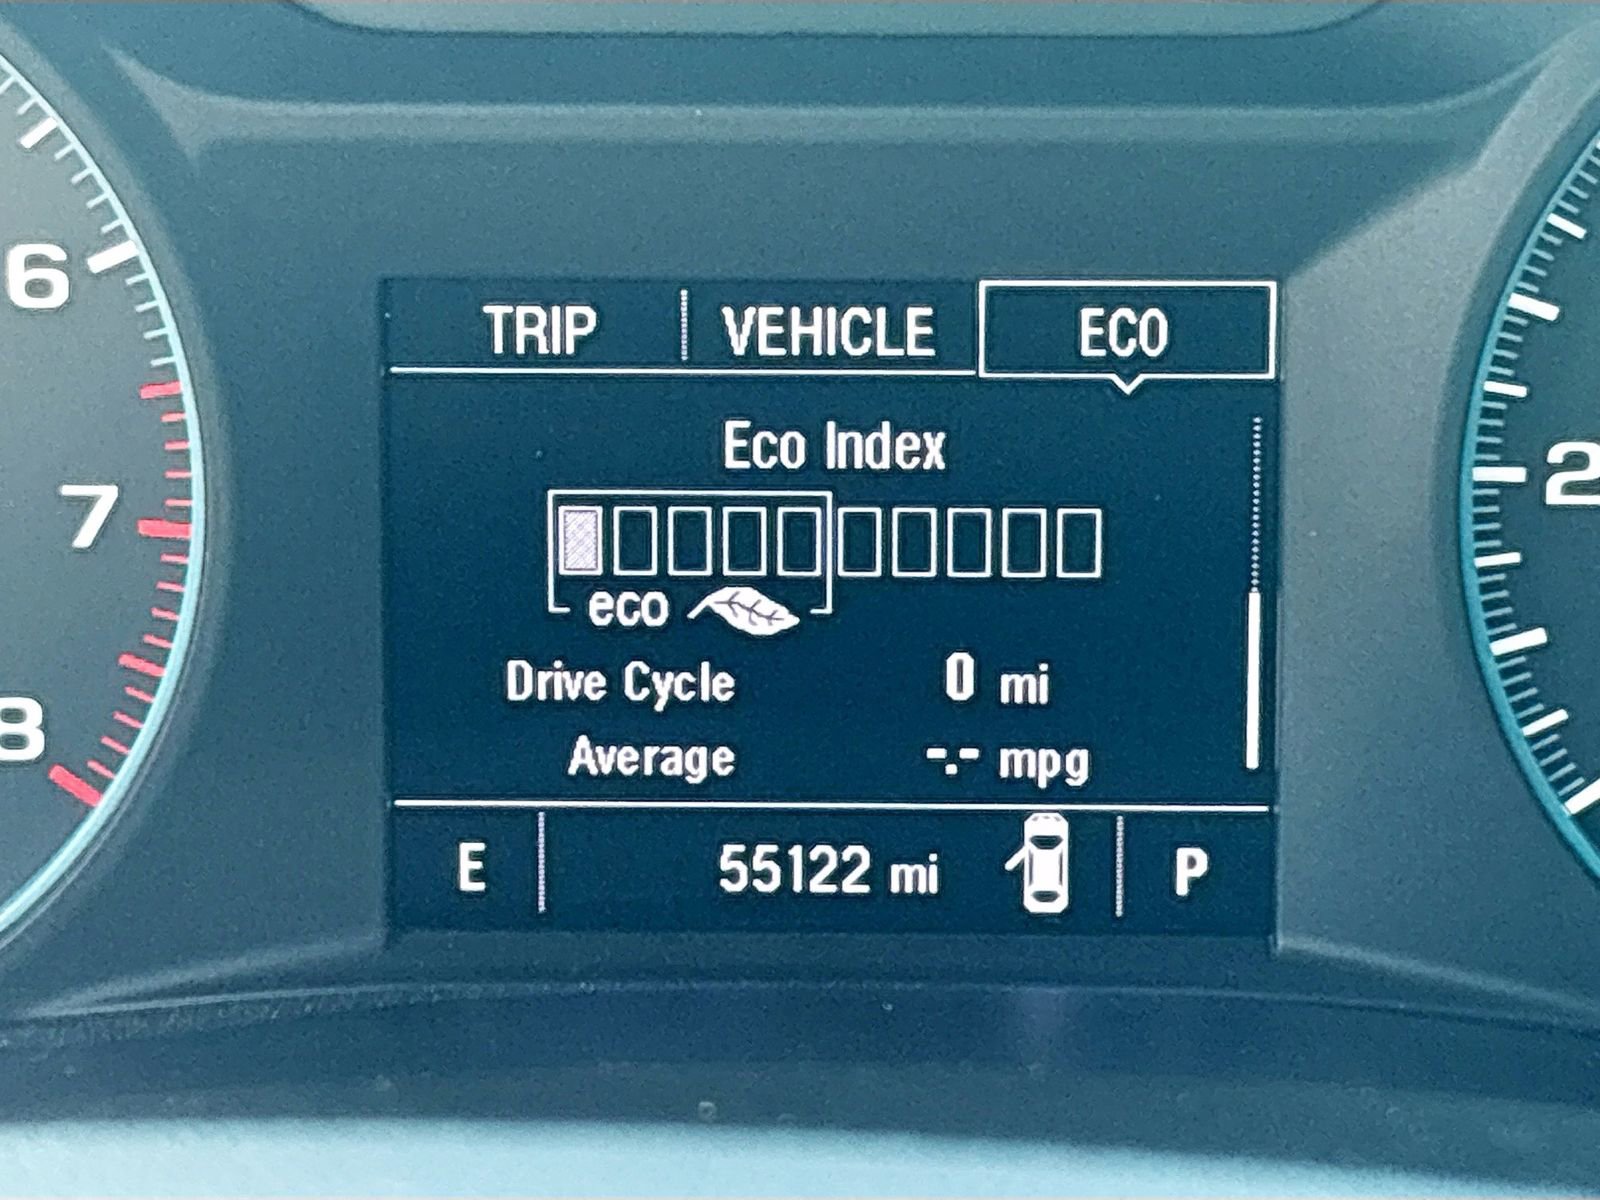 TRIP VEHICLE ECO
Eco Index
eco
Drive Cycle 0 mi
Average -.- mpg
E 55122 mi P
6
7
8
2